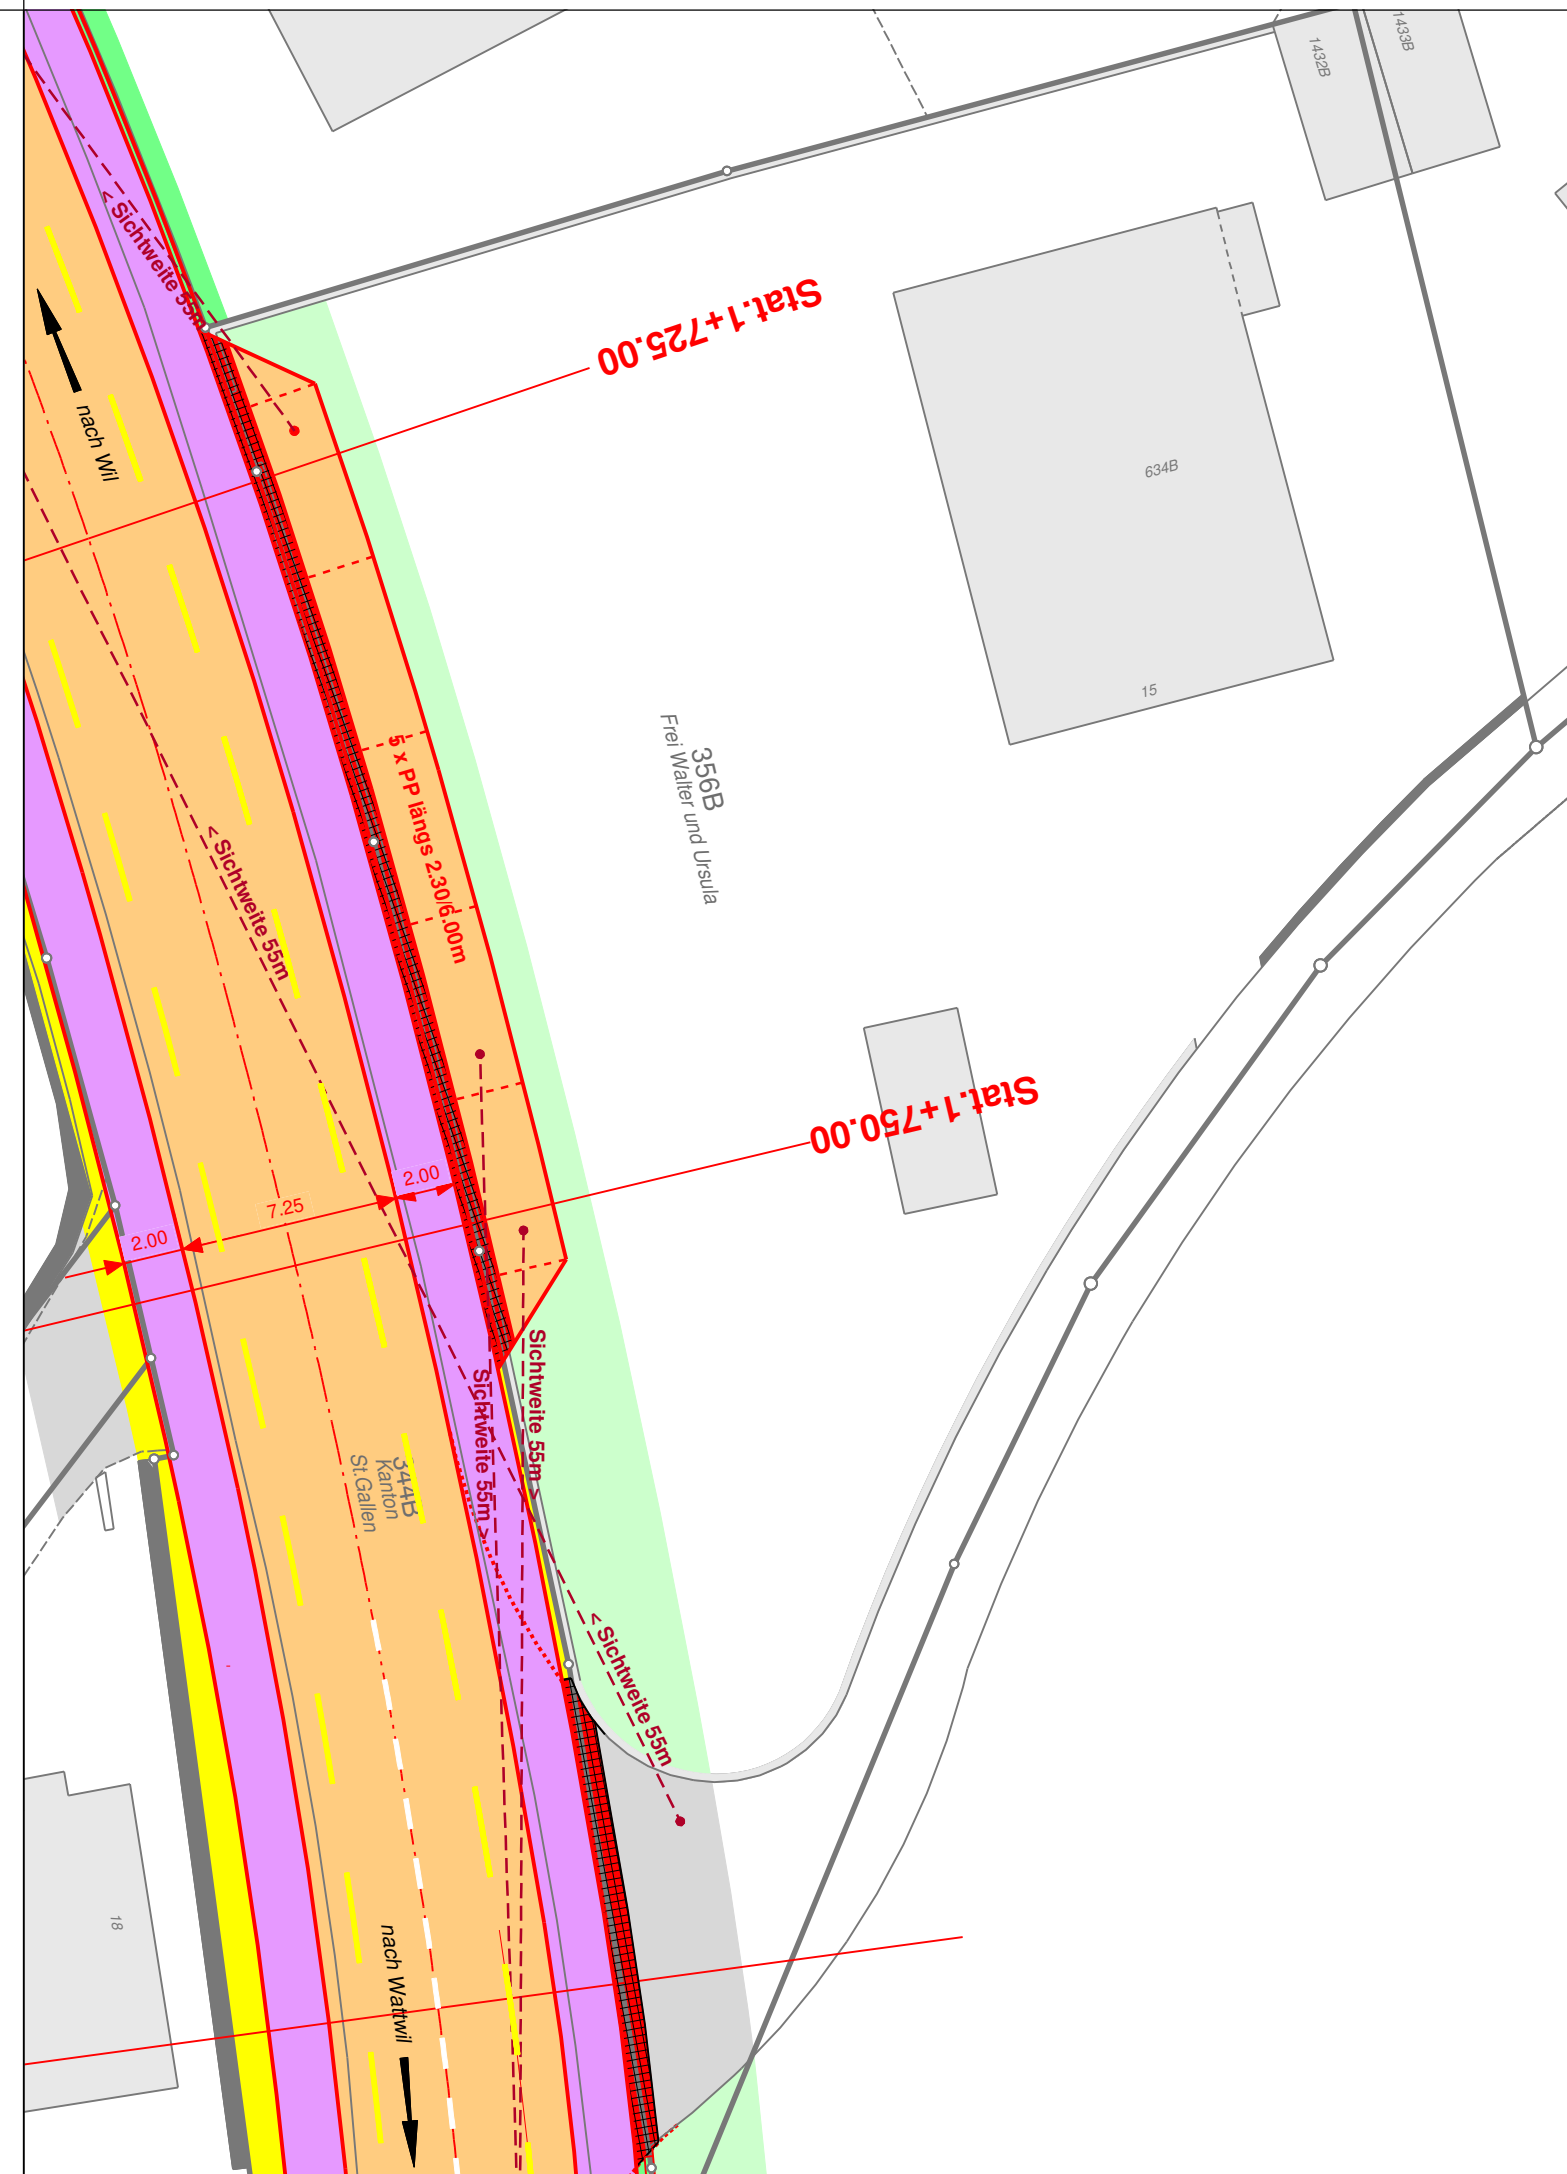 1433B
1432B
< Sichtweite 55m
Stat.1+725.00
nach Wil
634B
15
356B
Frei Walter und Ursula
5 x PP längs 2.30/6.00m
< Sichtweite 55m
Stat.1+750.00
2.00
7.25
2.00
Sichtweite 55m >
Sichtweite 55m >
344B
Kanton
St.Gallen
< Sichtweite 55m
18
nach Wattwil